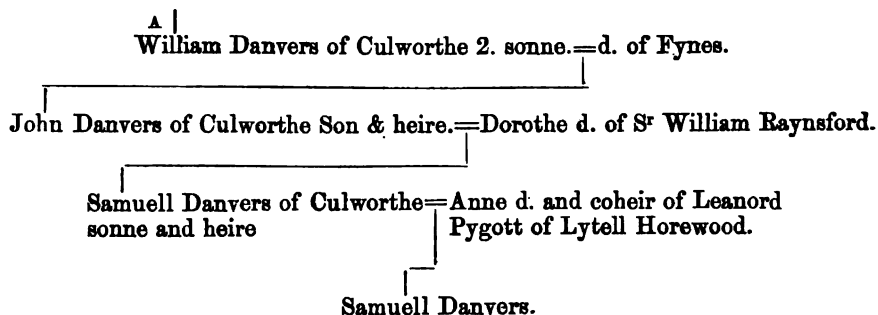 A
William Danvers of Culworthe 2. sonne.=d. of Fynes.
John Danvers of Culworthe Son & heire.=Dorothe d. of Sr William Raynsford.
Samuell Danvers of Culworthe=Anne d. and coheir of Leanord
sonne and heire Pygott of Lytell Horewood.
Samuell Danvers.